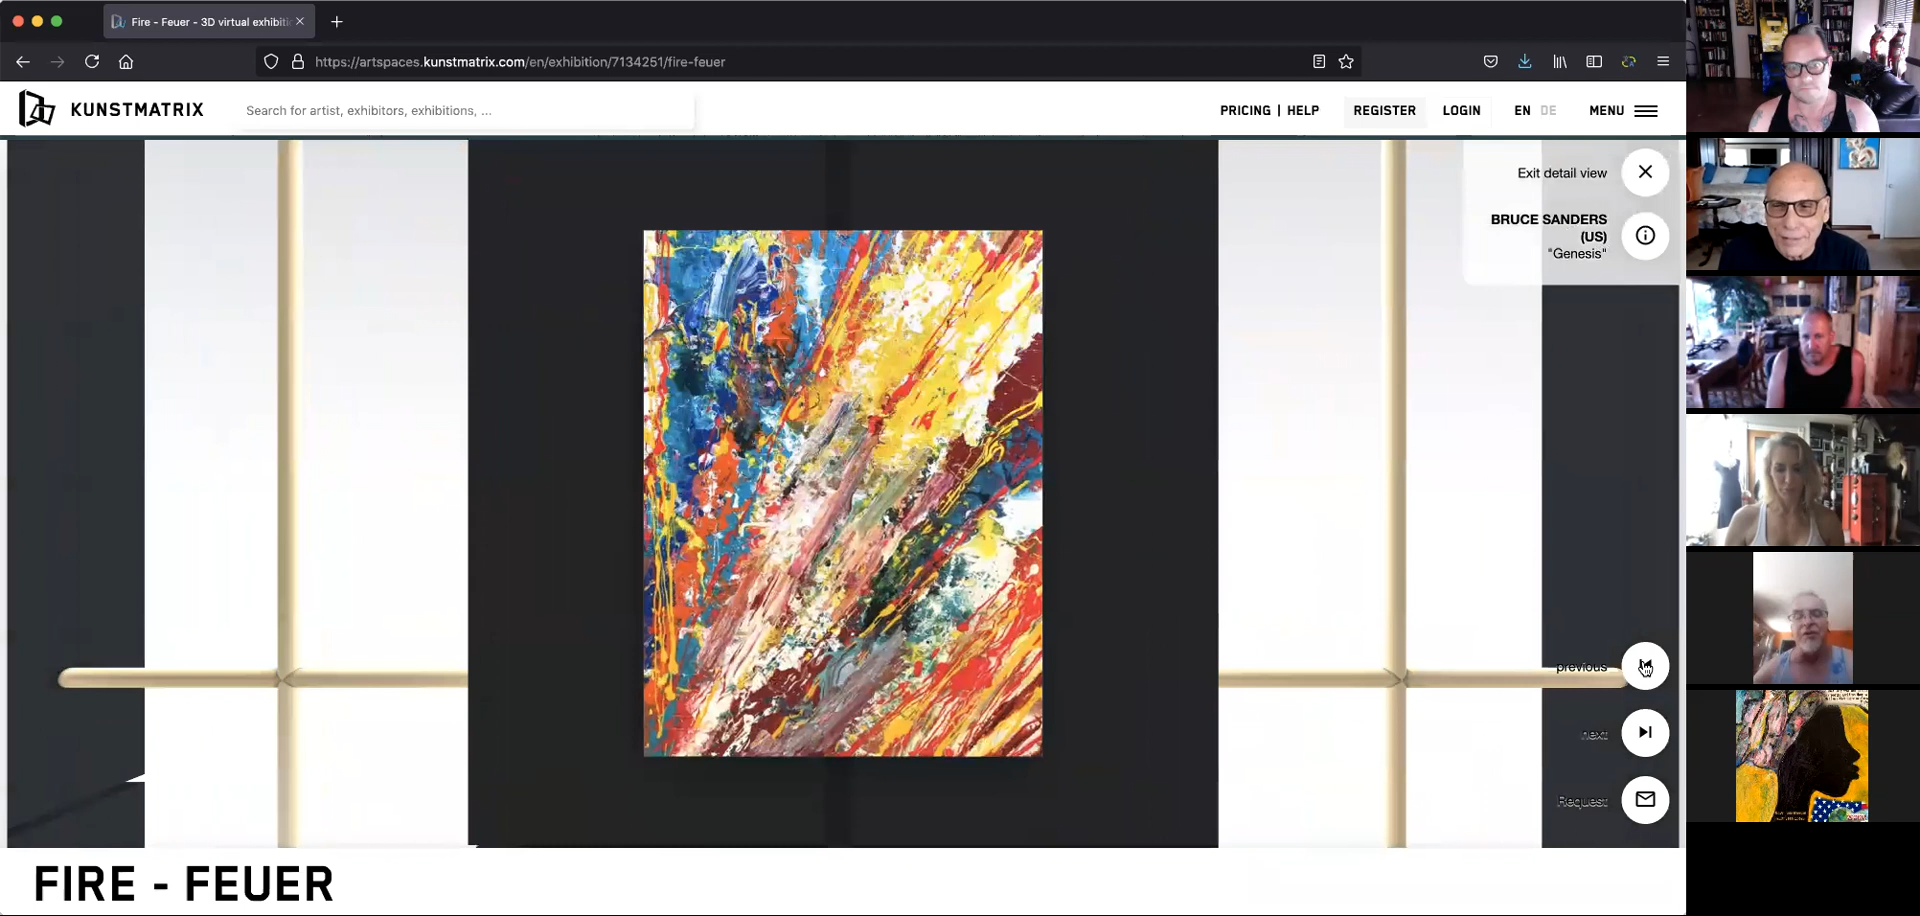 Fire - Feuer - 3D virtual exhibiti
https://artspaces.kunstmatrix.com/en/exhibition/7134251/fire-feuer
KUNSTMATRIX
Search for artist, exhibitors, exhibitions, ...
PRICING | HELP
REGISTER
LOGIN
EN DE
MENU
Exit detail view
BRUCE SANDERS
(US)
"Genesis"
previous
next
Request
FIRE - FEUER